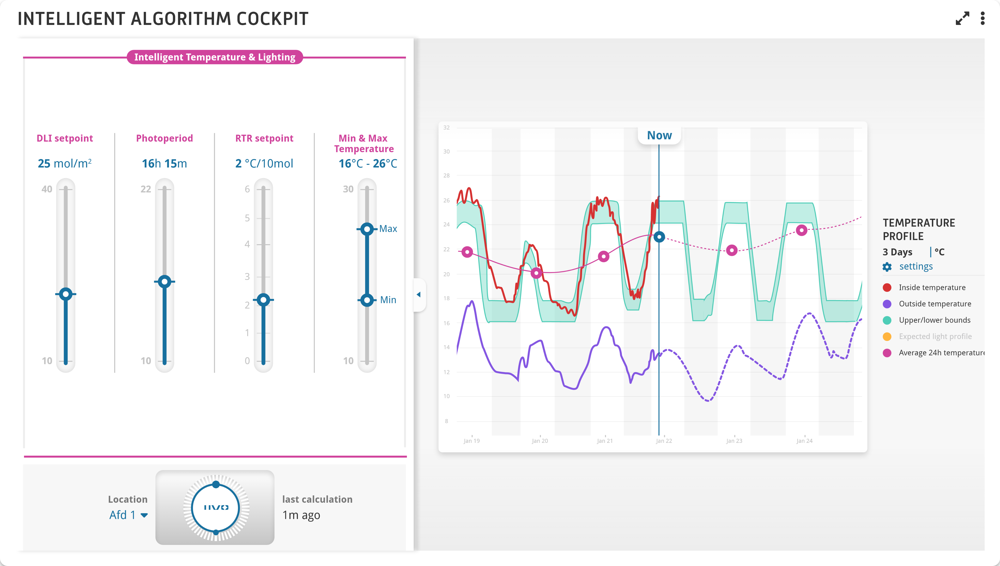 INTELLIGENT ALGORITHM COCKPIT
Intelligent Temperature & Lighting
DLI setpoint
25 mol/m²
40
10
Photoperiod
16h 15m
22
10
RTR setpoint
2 °C/10mol
6
5
4
3
2
1
0
Min & Max
Temperature
16°C - 26°C
30
Max
Min
10
Location
Afd 1
last calculation
1m ago
Now
32
30
28
26
24
22
20
18
16
14
12
10
8
Jan 19
Jan 20
Jan 21
Jan 22
Jan 23
Jan 24
TEMPERATURE
PROFILE
3 Days | °C
settings
Inside temperature
Outside temperature
Upper/lower bounds
Expected light profile
Average 24h temperature